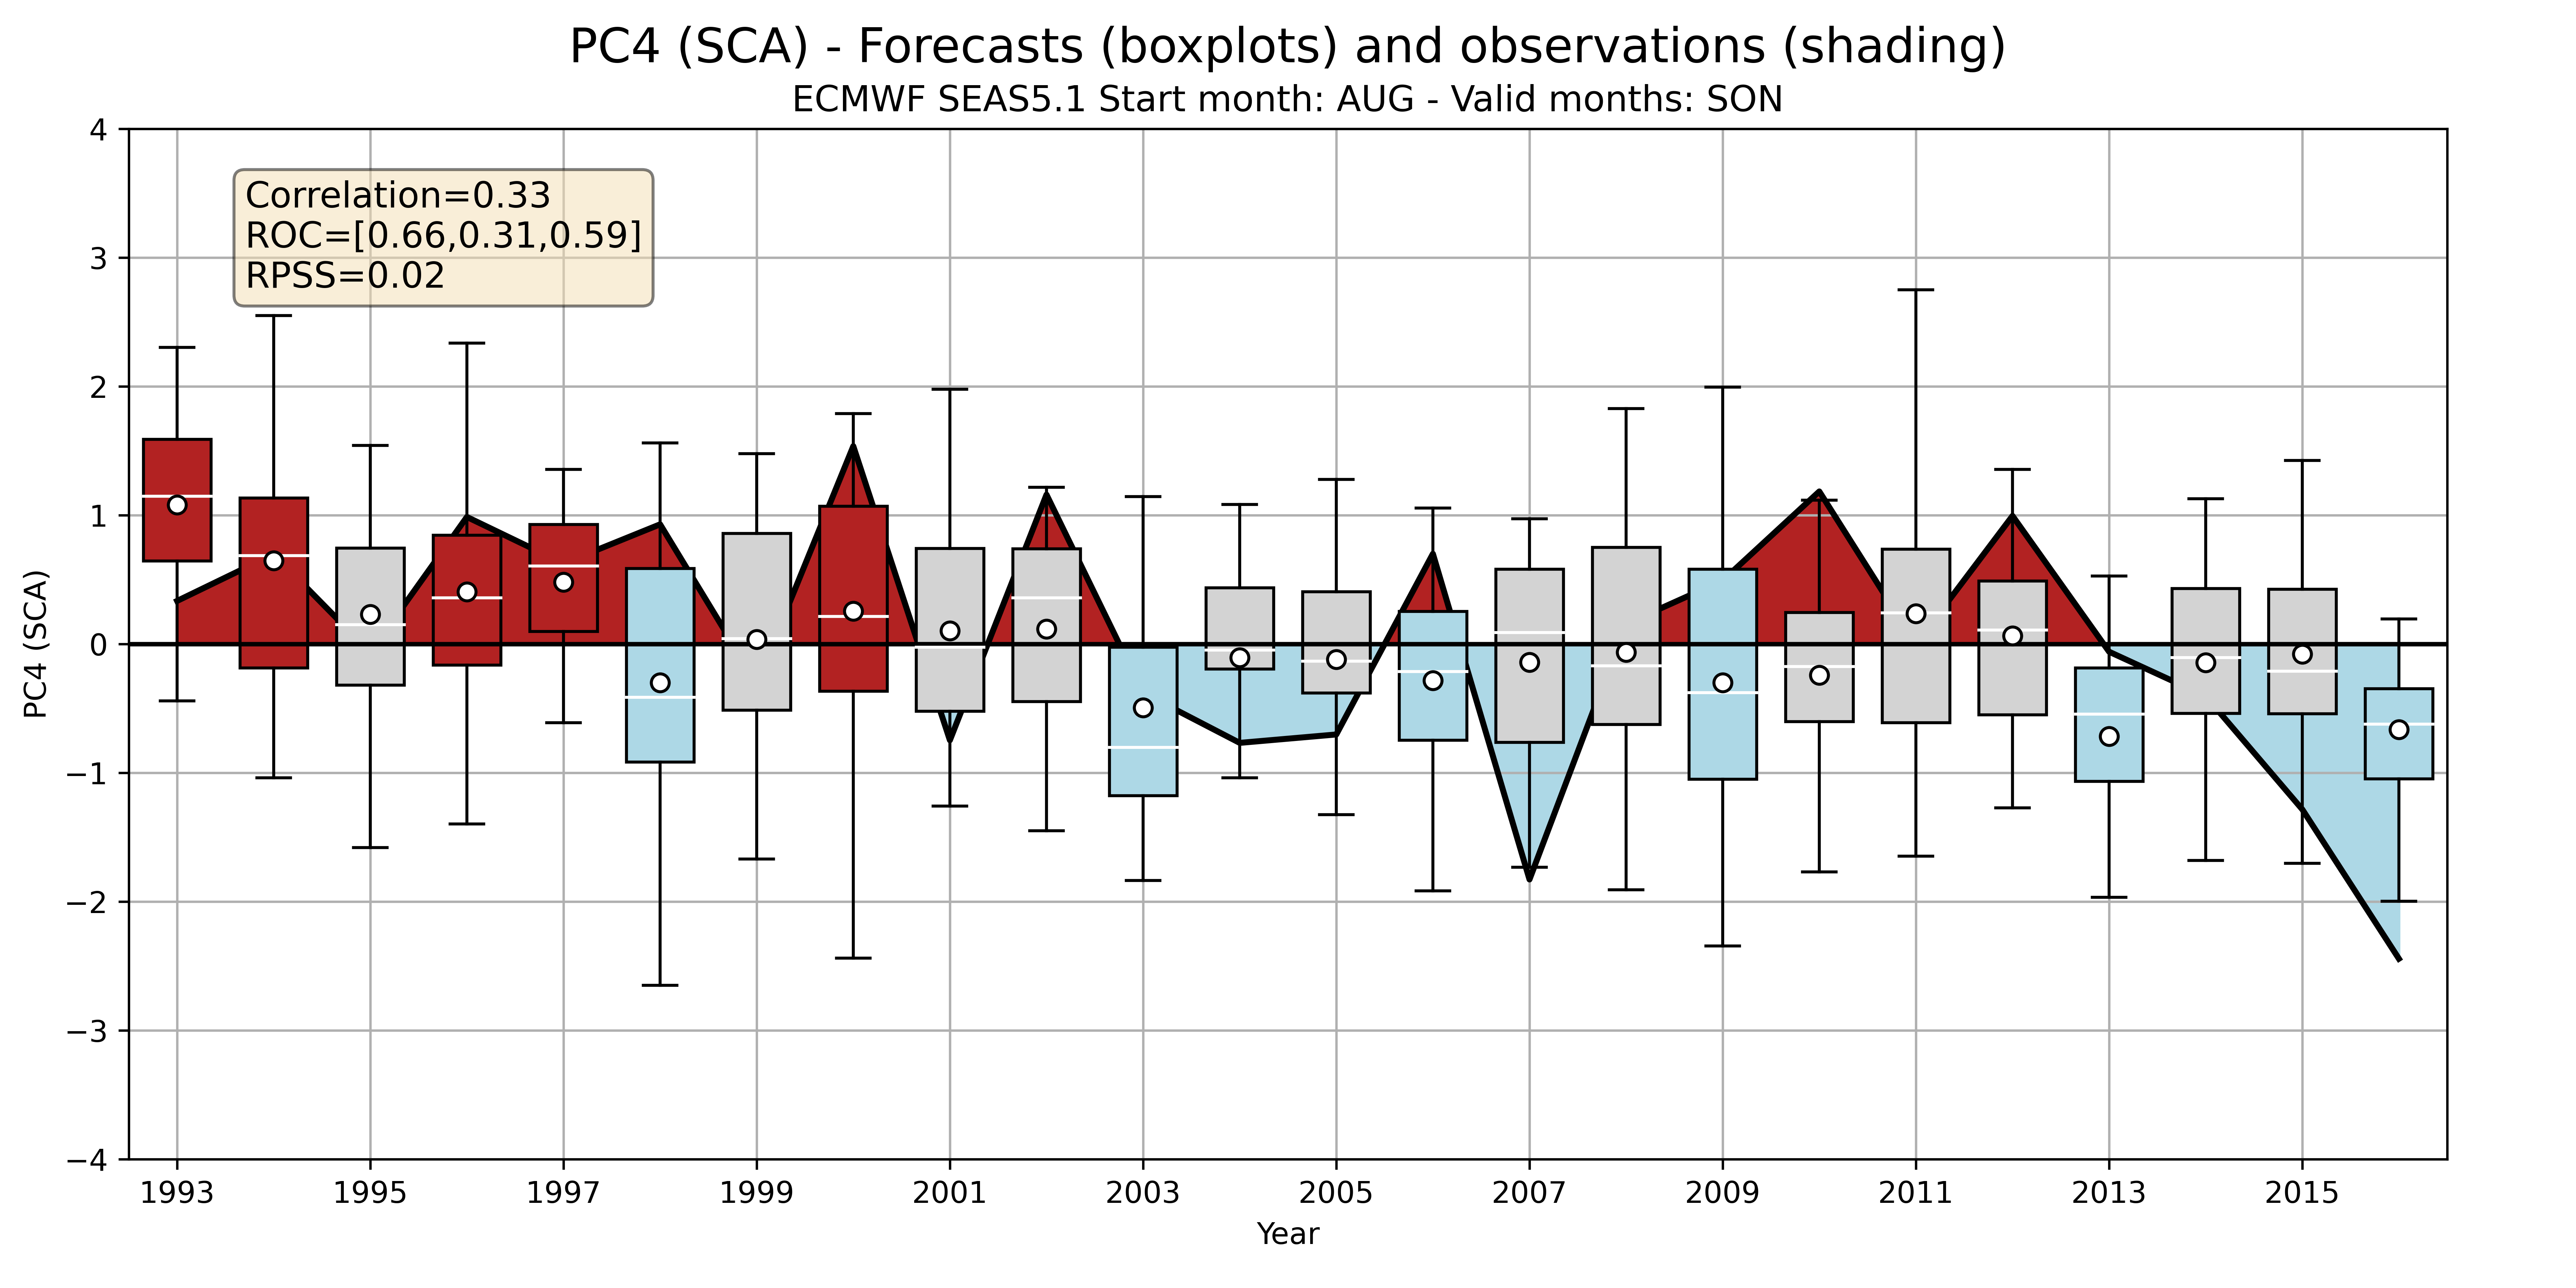 PC4 (SCA) - Forecasts (boxplots) and observations (shading)
ECMWF SEAS5.1 Start month: AUG - Valid months: SON
Correlation=0.33
ROC=[0.66,0.31,0.59]
RPSS=0.02
PC4 (SCA)
4
3
2
1
0
−1
−2
−3
−4
1993 1995 1997 1999 2001 2003 2005 2007 2009 2011 2013 2015
Year